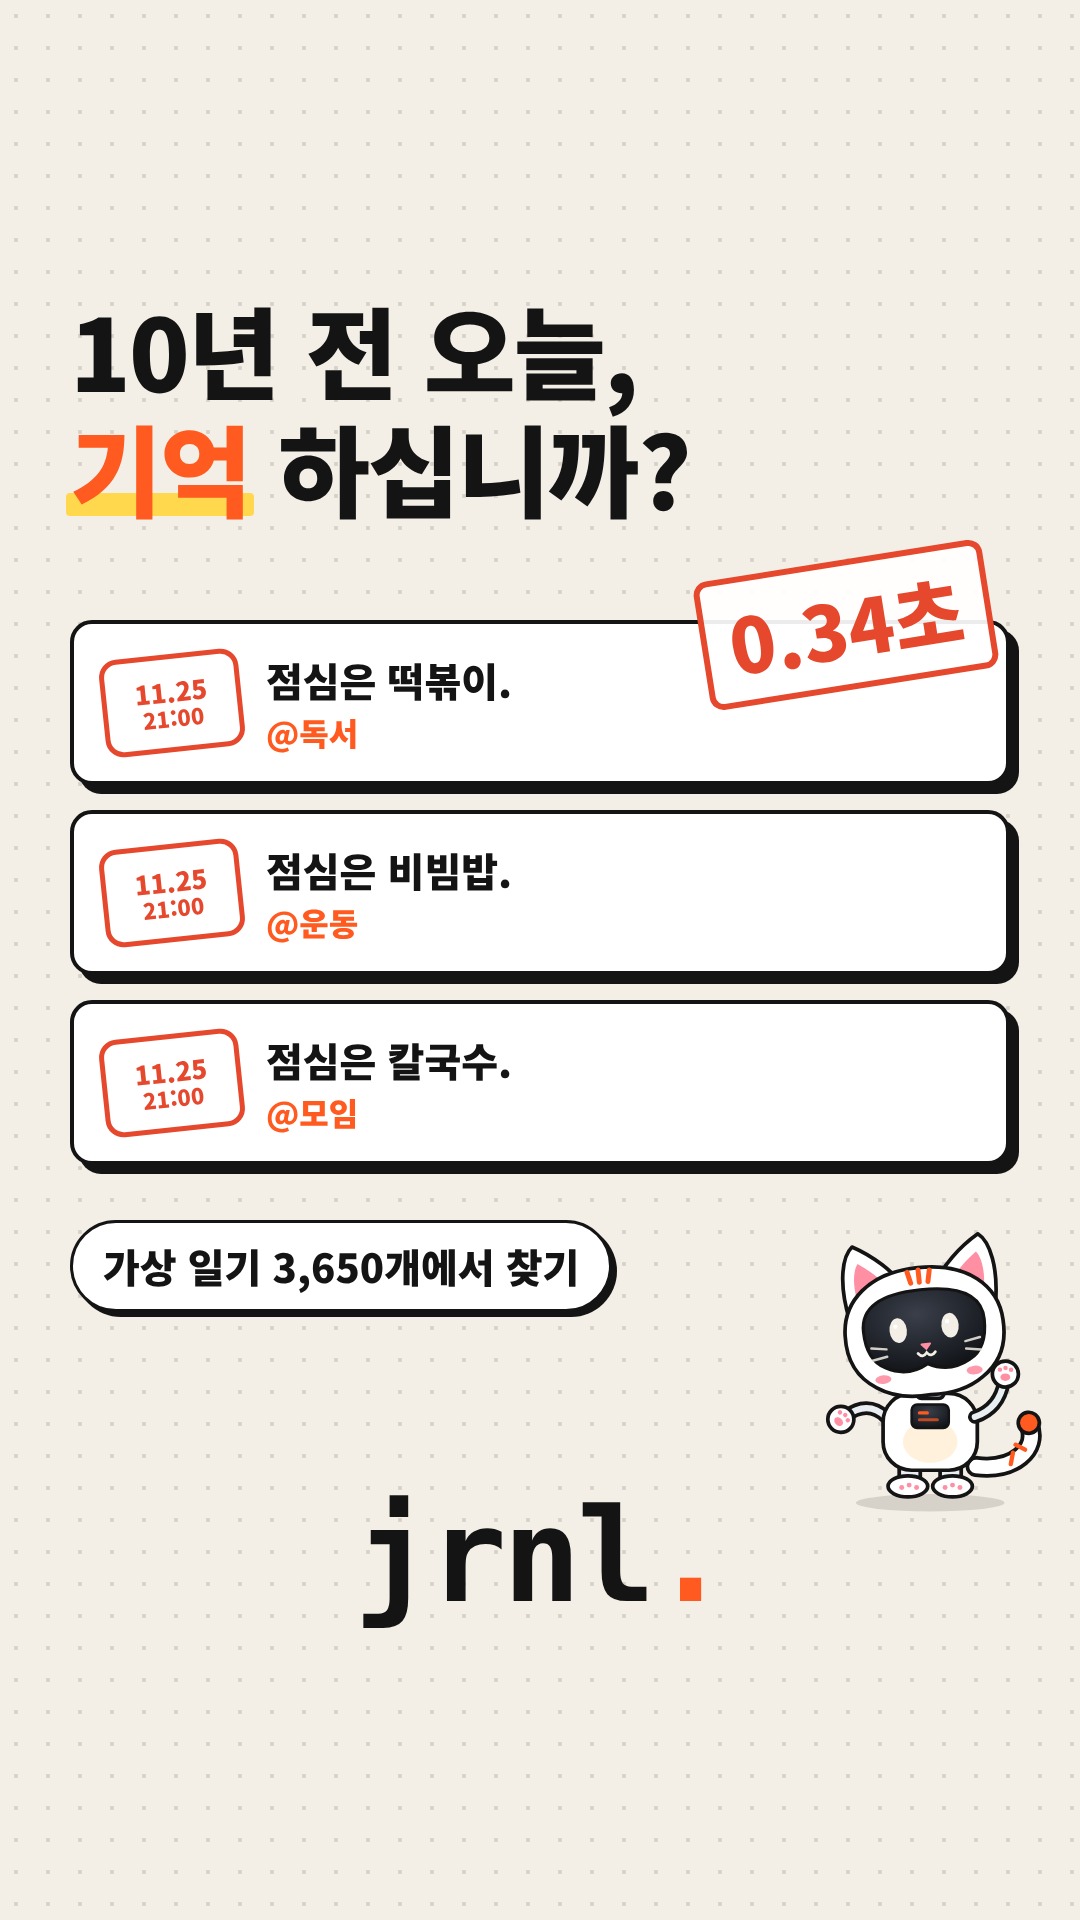 10년 전 오늘,
기억 하십니까?
0.34초
11.25
21:00
점심은 떡볶이.
@독서
11.25
21:00
점심은 비빔밥.
@운동
11.25
21:00
점심은 칼국수.
@모임
가상 일기 3,650개에서 찾기
jrnl.